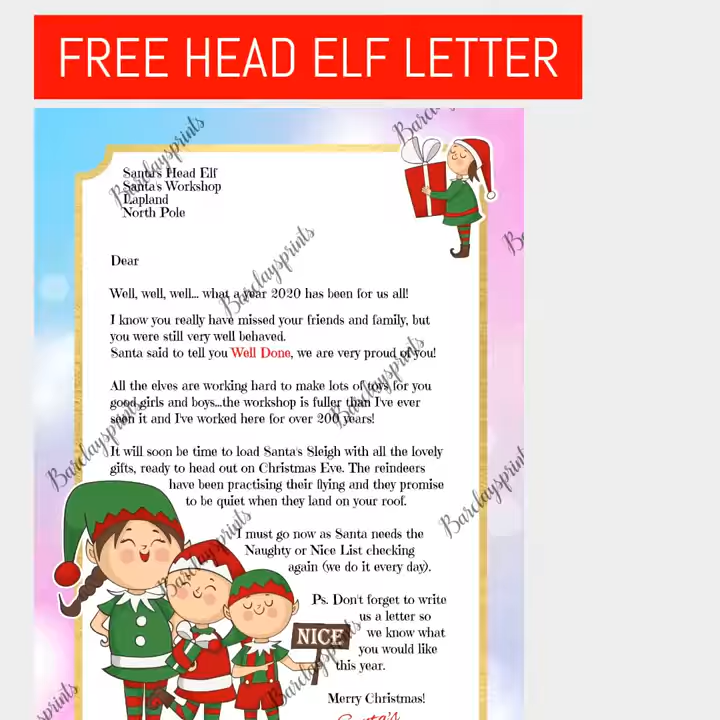 FREE HEAD ELF LETTER
Santa's Head Elf
Santa's Workshop
Lapland
North Pole
Dear
Well, well, well... what a year 2020 has been for us all!
I know you really have missed your friends and family, but
you were still very well behaved.
Santa said to tell you Well Done, we are very proud of you!
All the elves are working hard to make lots of toys for you
good girls and boys...the workshop is fuller than I've ever
seen it and I've worked here for over 200 years!
It will soon be time to load Santa's Sleigh with all the lovely
gifts, ready to head out on Christmas Eve. The reindeers
have been practising their flying and they promise
to be quiet when they land on your roof.
I must go now as Santa needs the
Naughty or Nice List checking
again (we do it every day).
Ps. Don't forget to write
us a letter so
we know what
you would like
this year.
NICE
Merry Christmas!
Santa's
Barclaysprints
Barclaysprints
Barclaysprints
Barclaysprints
Barclaysprints
Barclaysprints
Barclaysprints